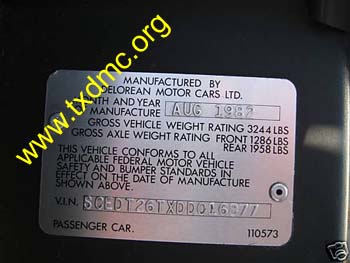 www.txdmc.org
MANUFACTURED BY
DELOREAN MOTOR CARS LTD.
AND YEAR
MANUFACTURE AUG 1982
GROSS VEHICLE WEIGHT RATING 3244 LBS
GROSS AXLE WEIGHT RATING FRONT 1286 LBS
REAR 1958 LBS
THIS VEHICLE CONFORMS TO ALL
APPLICABLE FEDERAL MOTOR VEHICLE
SAFETY AND BUMPER STANDARDS IN
EFFECT ON THE DATE OF MANUFACTURE
SHOWN ABOVE.
V.I.N. SCEDT26TXDD016377
PASSENGER CAR. 110573